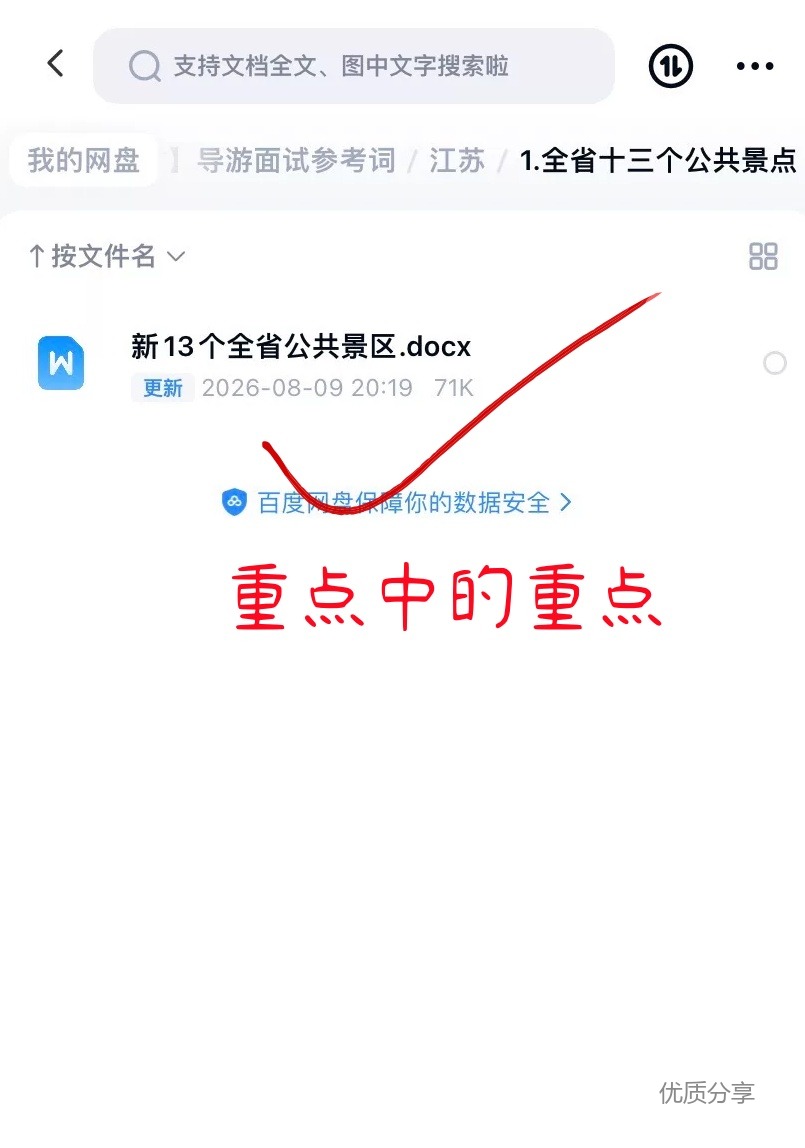 支持文档全文、图中文字搜索啦
我的网盘 】导游面试参考词 / 江苏 / 1.全省十三个公共景点
↑按文件名
新13个全省公共景区.docx
更新 2026-08-09 20:19 71K
百度网盘保障你的数据安全
重点中的重点
优质分享